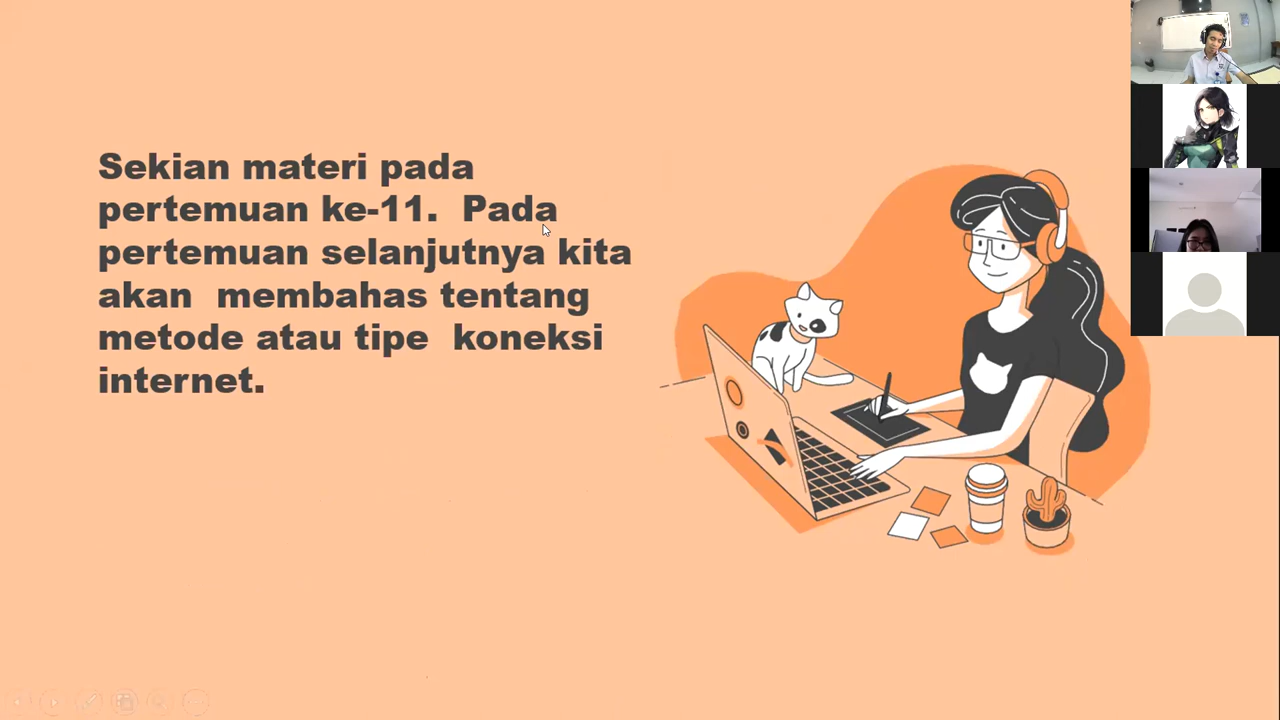 Sekian materi pada
pertemuan ke-11.  Pada
pertemuan selanjutnya kita
akan  membahas tentang
metode atau tipe  koneksi
internet.